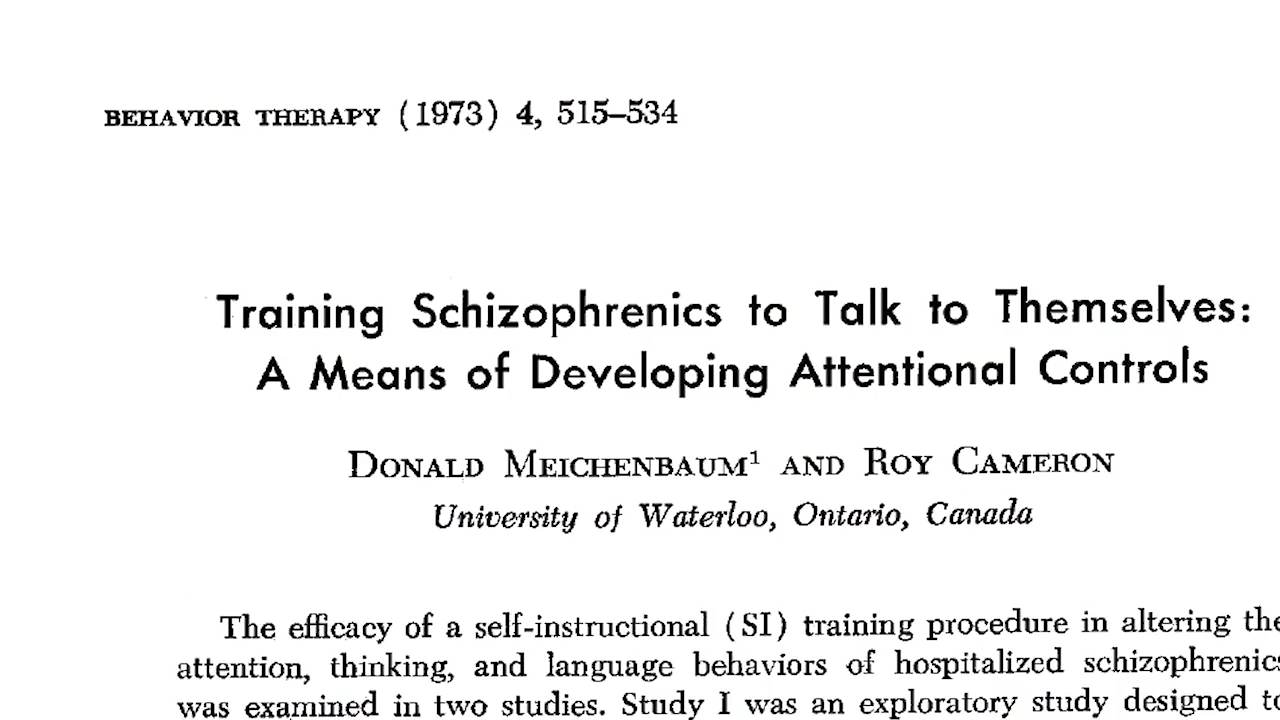 BEHAVIOR THERAPY (1973) 4, 515–534
Training Schizophrenics to Talk to Themselves:
A Means of Developing Attentional Controls
DONALD MEICHENBAUM¹ AND ROY CAMERON
University of Waterloo, Ontario, Canada
The efficacy of a self-instructional (SI) training procedure in altering the
attention, thinking, and language behaviors of hospitalized schizophrenics
was examined in two studies. Study I was an exploratory study designed to